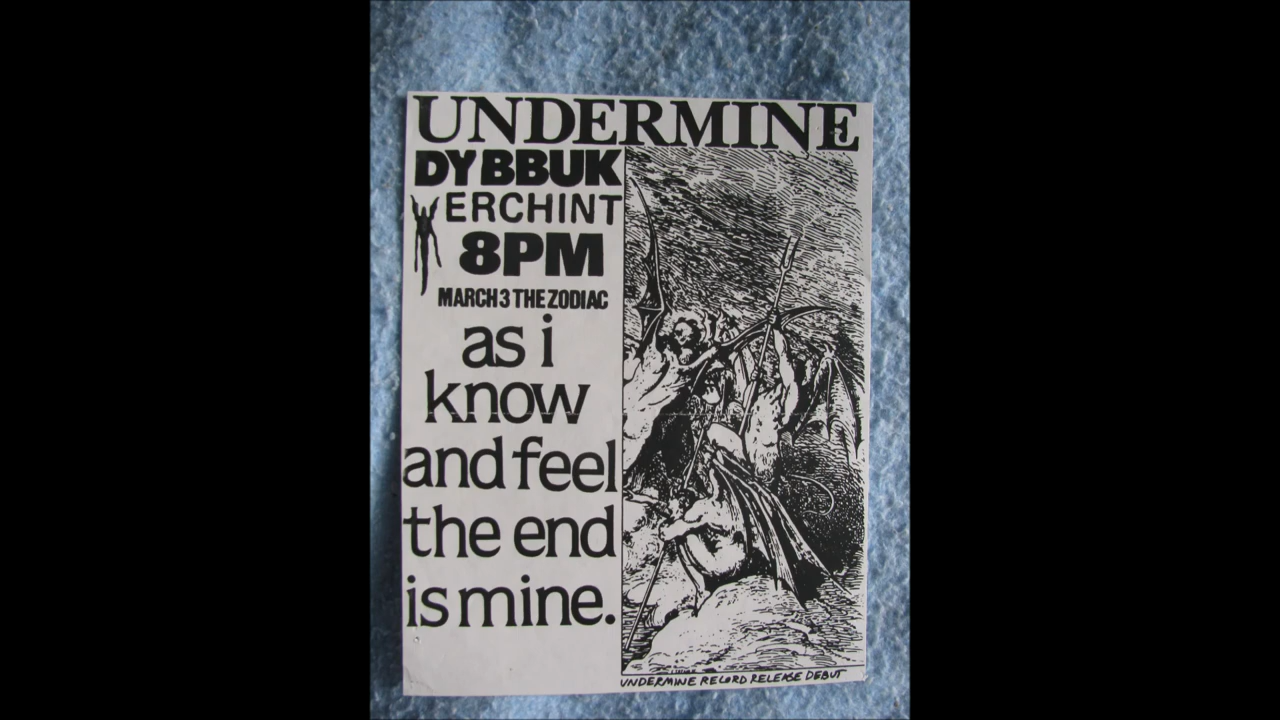 UNDERMINE
DYBBUK
ERCHINT
8PM
MARCH 3 THE ZODIAC
as i
know
and feel
the end
is mine.
UNDERMINE RECORD RELEASE DEBUT